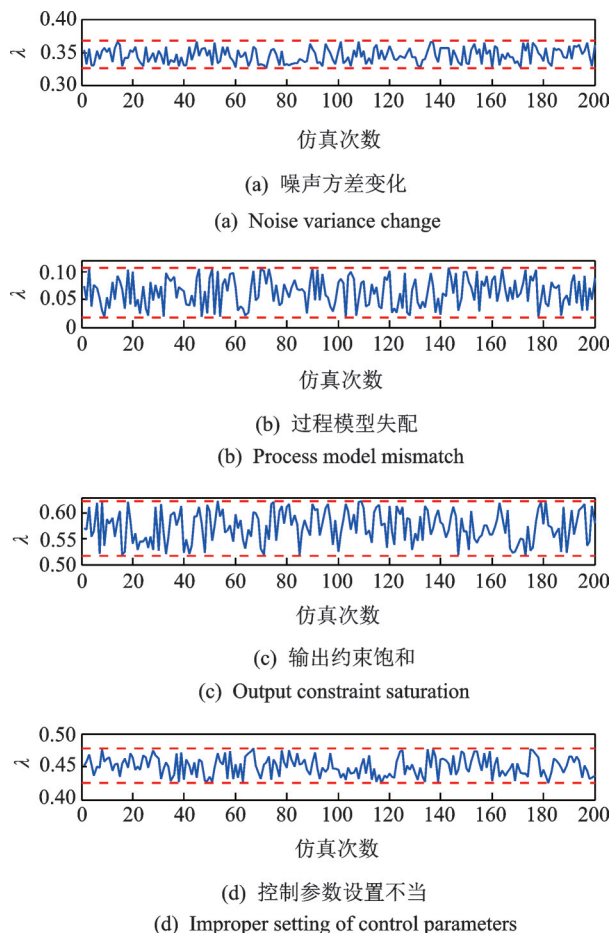 0.40
λ 0.35
0.30
0 20 40 60 80 100 120 140 160 180 200
仿真次数
(a) 噪声方差变化
(a) Noise variance change
0.10
λ 0.05
0
0 20 40 60 80 100 120 140 160 180 200
仿真次数
(b) 过程模型失配
(b) Process model mismatch
0.60
λ 0.55
0.50
0 20 40 60 80 100 120 140 160 180 200
仿真次数
(c) 输出约束饱和
(c) Output constraint saturation
0.50
λ 0.45
0.40
0 20 40 60 80 100 120 140 160 180 200
仿真次数
(d) 控制参数设置不当
(d) Improper setting of control parameters